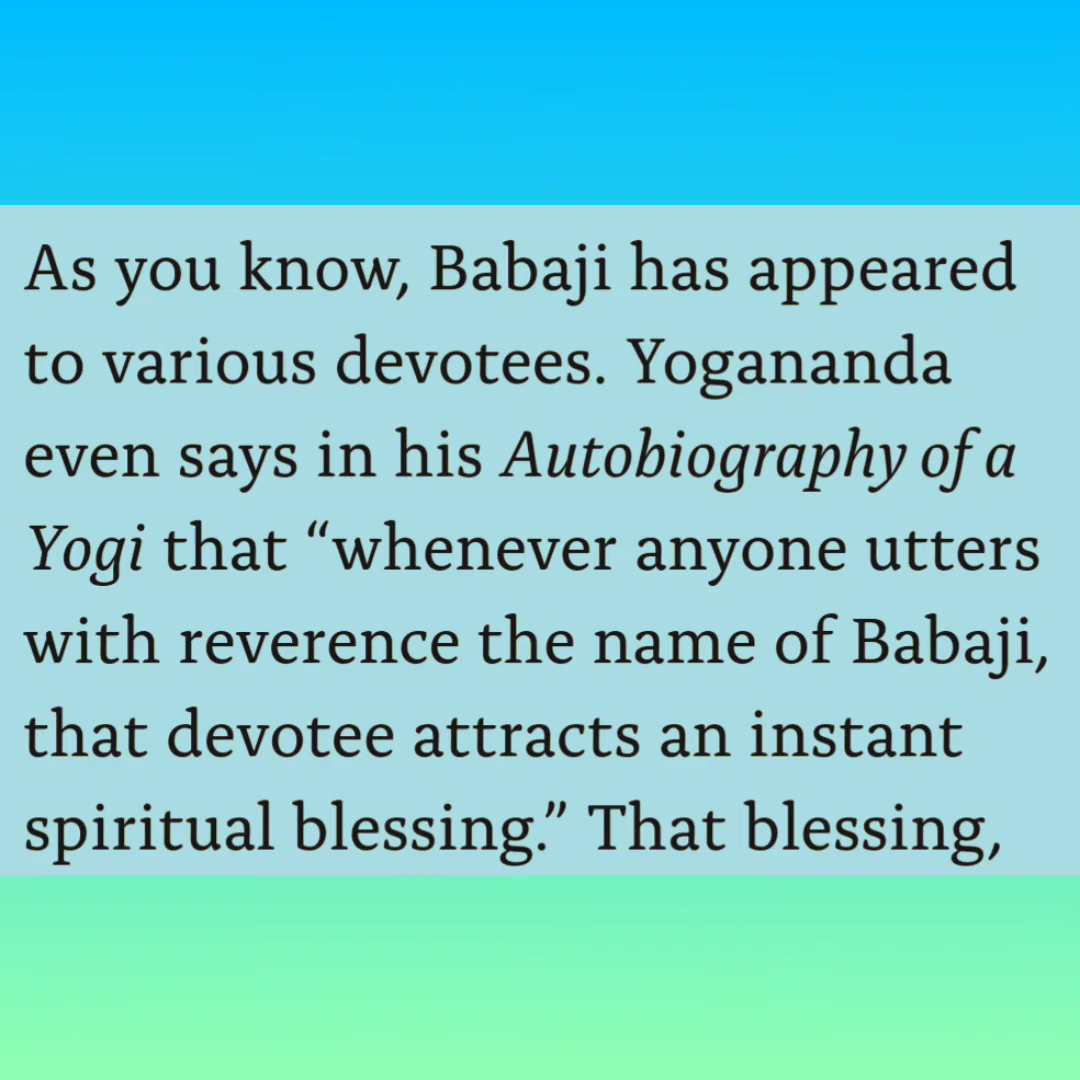 As you know, Babaji has appeared
to various devotees. Yogananda
even says in his Autobiography of a
Yogi that “whenever anyone utters
with reverence the name of Babaji,
that devotee attracts an instant
spiritual blessing.” That blessing,